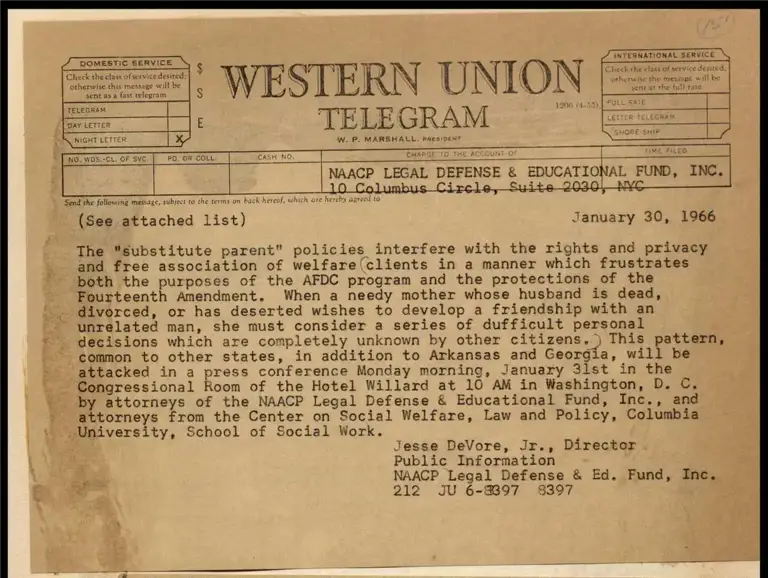 DOMESTIC SERVICE
Check the class of service desired;
otherwise this message will be
sent as a fast telegram
TELEGRAM
DAY LETTER
NIGHT LETTER X
$
S
E
WESTERN UNION
TELEGRAM
1206 (4-55)
W. P. MARSHALL, PRESIDENT
INTERNATIONAL SERVICE
Check the class of service desired;
otherwise the message will be
sent at the full rate
FULL RATE
LETTER TELEGRAM
SHORE-SHIP
NO. WDS.-CL. OF SVC. PD. OR COLL. CASH NO. CHARGE TO THE ACCOUNT OF TIME FILED
NAACP LEGAL DEFENSE & EDUCATIONAL FUND, INC.
10 Columbus Circle, Suite 2030, NYC
Send the following message, subject to the terms on back hereof, which are hereby agreed to
(See attached list) January 30, 1966
The "substitute parent" policies interfere with the rights and privacy
and free association of welfare (clients in a manner which frustrates
both the purposes of the AFDC program and the protections of the
Fourteenth Amendment. When a needy mother whose husband is dead,
divorced, or has deserted wishes to develop a friendship with an
unrelated man, she must consider a series of dufficult personal
decisions which are completely unknown by other citizens.) This pattern,
common to other states, in addition to Arkansas and Georgia, will be
attacked in a press conference Monday morning, January 31st in the
Congressional Room of the Hotel Willard at 10 AM in Washington, D. C.
by attorneys of the NAACP Legal Defense & Educational Fund, Inc., and
attorneys from the Center on Social Welfare, Law and Policy, Columbia
University, School of Social Work.
Jesse DeVore, Jr., Director
Public Information
NAACP Legal Defense & Ed. Fund, Inc.
212 JU 6-8397 8397